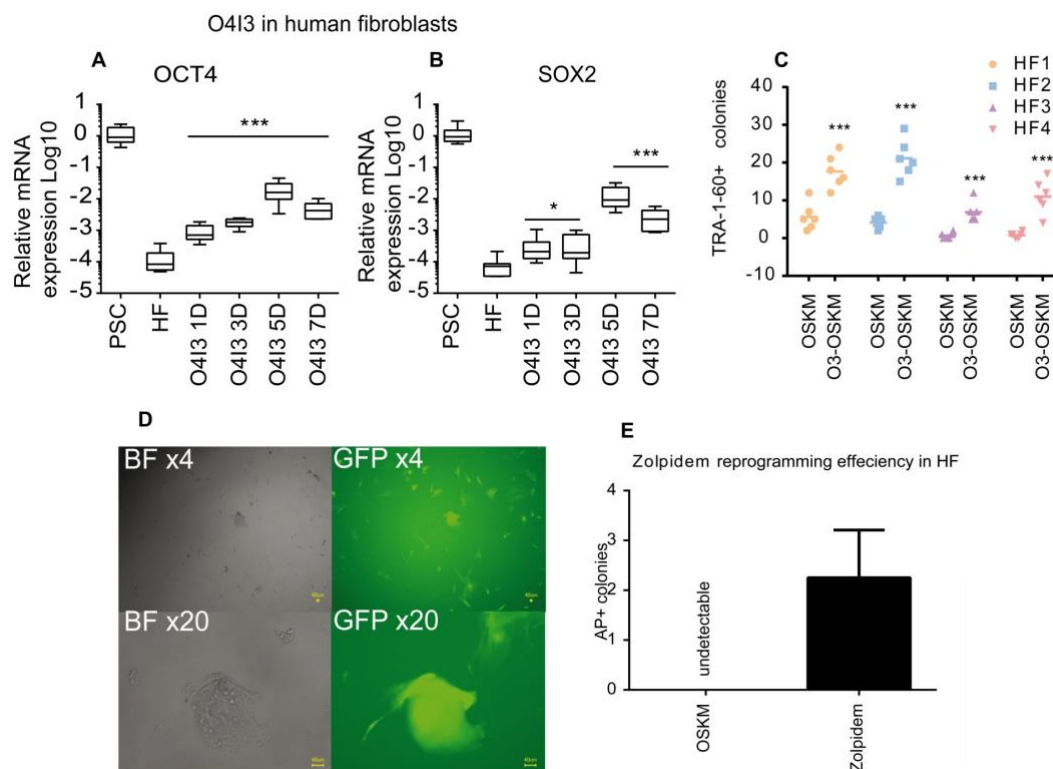 O4I3 in human fibroblasts
A
OCT4
Relative mRNA
expression Log10
1
0
-1
-2
-3
-4
-5
***
PSC
HF
O4I3 1D
O4I3 3D
O4I3 5D
O4I3 7D
B
SOX2
Relative mRNA
expression Log10
1
0
-1
-2
-3
-4
-5
*
***
PSC
HF
O4I3 1D
O4I3 3D
O4I3 5D
O4I3 7D
C
HF1
HF2
HF3
HF4
TRA-1-60+ colonies
40
30
20
10
0
-10
***
***
***
***
OSKM
O3-OSKM
OSKM
O3-OSKM
OSKM
O3-OSKM
OSKM
O3-OSKM
D
BF x4
GFP x4
BF x20
GFP x20
E
Zolpidem reprogramming effeciency in HF
AP+ colonies
4
3
2
1
0
undetectable
OSKM
Zolpidem